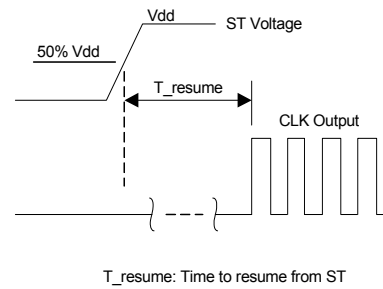 Vdd
ST Voltage
50% Vdd
T_resume
CLK Output
T_resume: Time to resume from ST